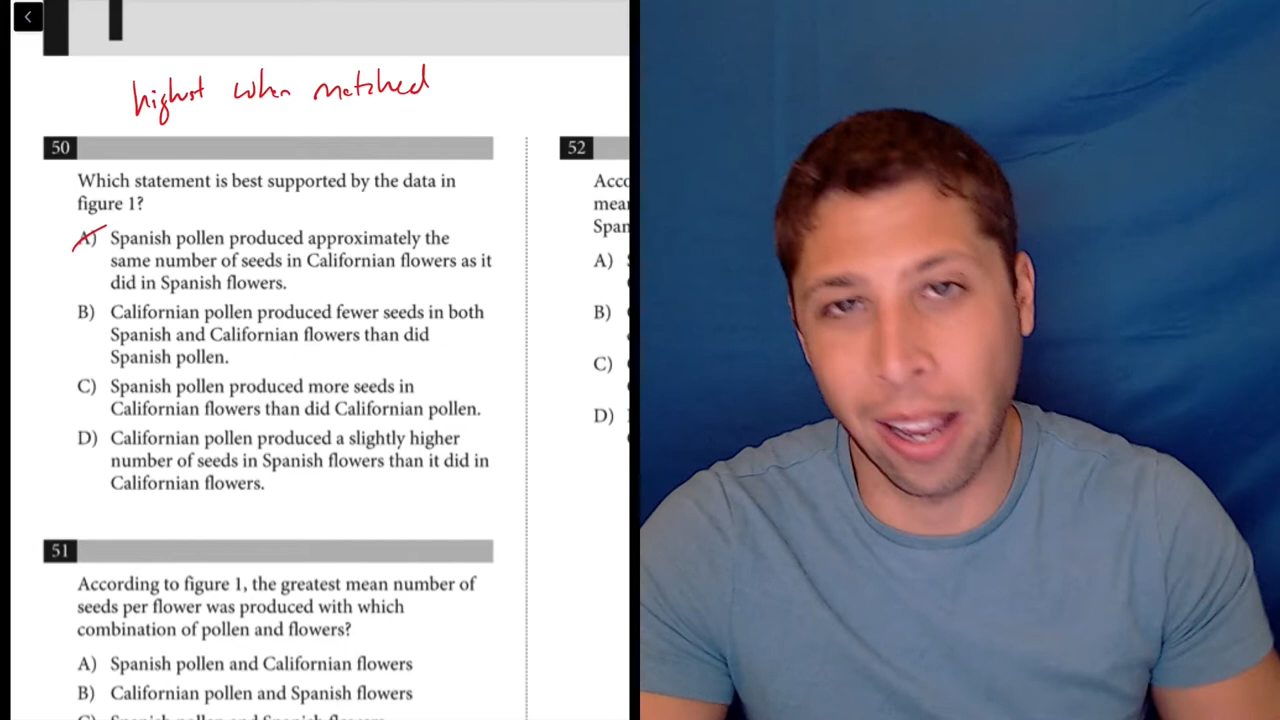 highest when matched
50
Which statement is best supported by the data in
figure 1?
A) Spanish pollen produced approximately the
same number of seeds in Californian flowers as it
did in Spanish flowers.
B) Californian pollen produced fewer seeds in both
Spanish and Californian flowers than did
Spanish pollen.
C) Spanish pollen produced more seeds in
Californian flowers than did Californian pollen.
D) Californian pollen produced a slightly higher
number of seeds in Spanish flowers than it did in
Californian flowers.
51
According to figure 1, the greatest mean number of
seeds per flower was produced with which
combination of pollen and flowers?
A) Spanish pollen and Californian flowers
B) Californian pollen and Spanish flowers
52
A)
B)
C)
D)